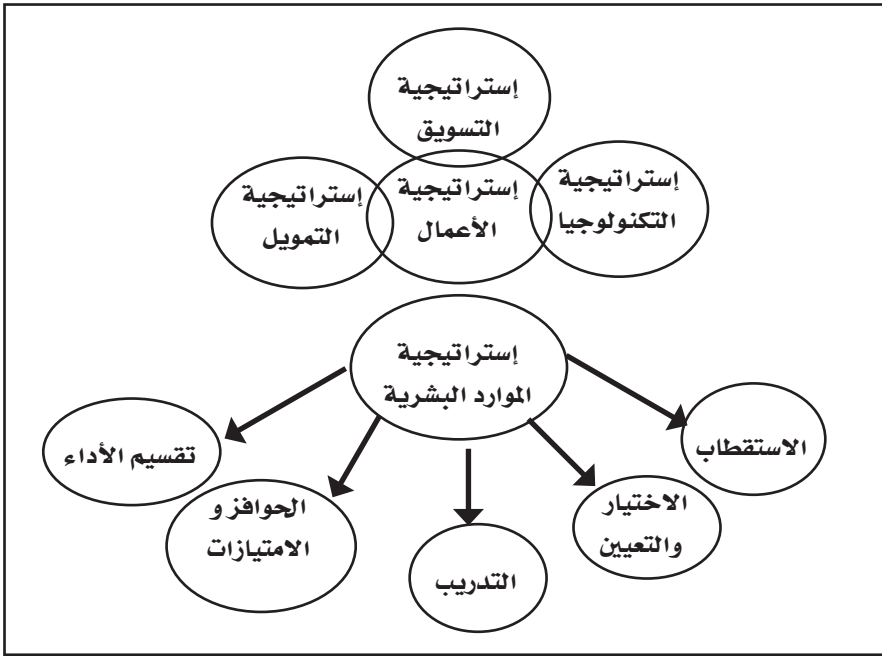 إستراتيجية
التسويق
إستراتيجية
التكنولوجيا
إستراتيجية
الأعمال
إستراتيجية
التمويل
إستراتيجية
الموارد البشرية
الاستقطاب
الاختيار
والتعيين
التدريب
الحوافز و
الامتيازات
تقسيم الأداء